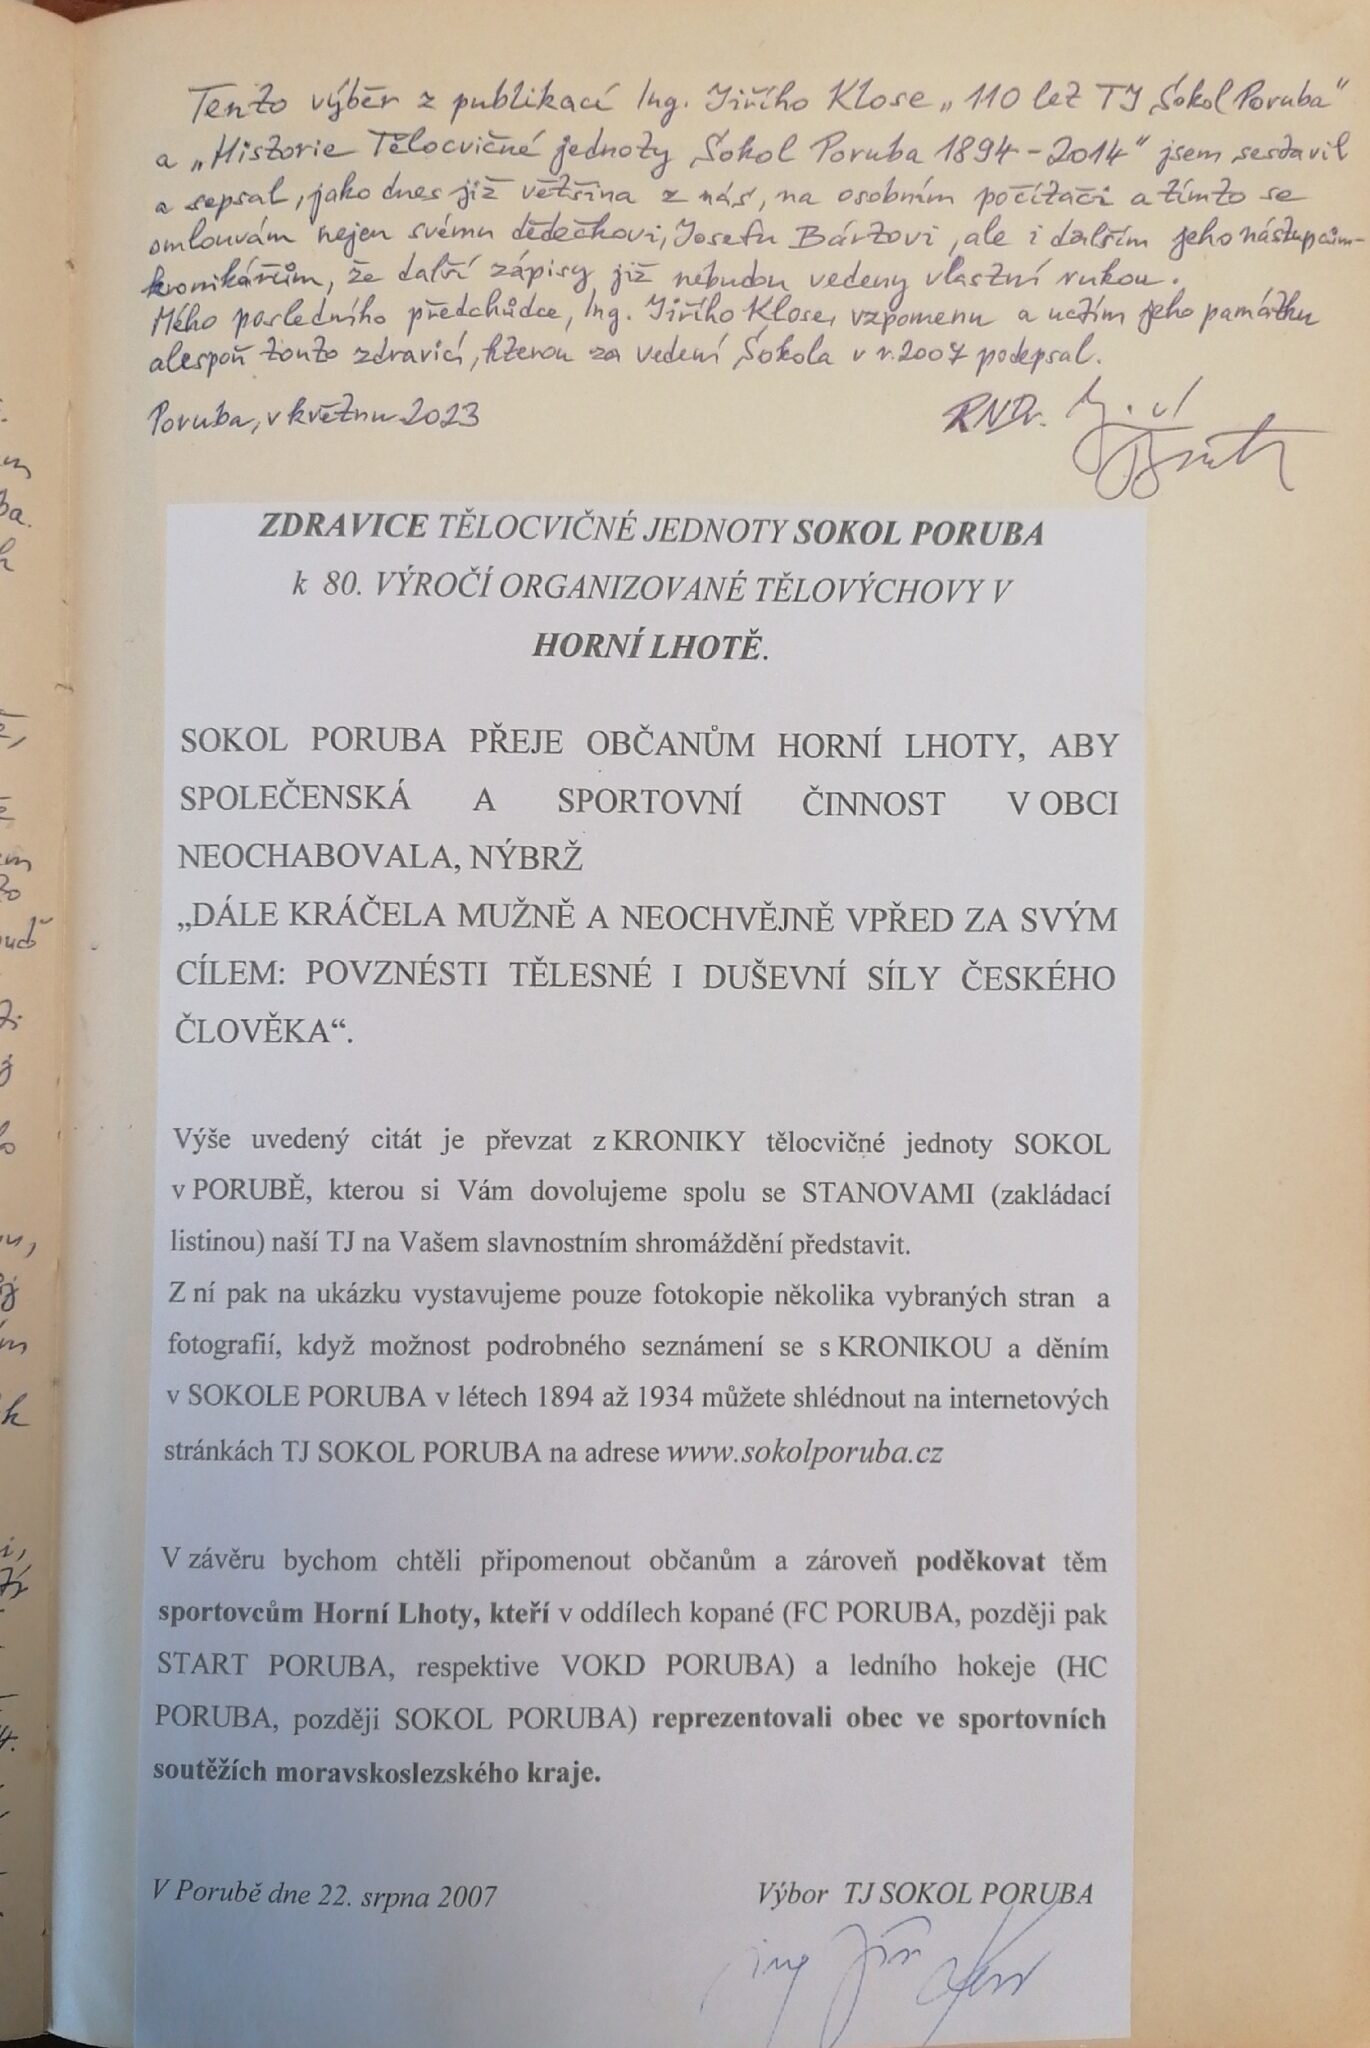 Tento výběr z publikací Ing. Jiřího Klose „110 let TJ Sokol Poruba"
a „Historie Tělocvičné jednoty Sokol Poruba 1894-2014" jsem sestavil
a sepsal, jako dnes již většina z nás, na osobním počítači a tímto se
omlouvám nejen svému dědečkovi, Josefu Bártovi, ale i dalším jeho nástupcům-
kronikářům, že další zápisy již nebudou vedeny vlastní rukou.
Mého posledního předchůdce, Ing. Jiřího Klose, vzpomenu a uctím jeho památku
alespoň touto zdravicí, kterou za vedení Sokola v r. 2007 podepsal.
Poruba, v květnu 2023 RNDr.
ZDRAVICE TĚLOCVIČNÉ JEDNOTY SOKOL PORUBA
k 80. VÝROČÍ ORGANIZOVANÉ TĚLOVÝCHOVY V
HORNÍ LHOTĚ.
SOKOL PORUBA PŘEJE OBČANŮM HORNÍ LHOTY, ABY
SPOLEČENSKÁ A SPORTOVNÍ ČINNOST V OBCI
NEOCHABOVALA, NÝBRŽ
„DÁLE KRÁČELA MUŽNĚ A NEOCHVĚJNĚ VPŘED ZA SVÝM
CÍLEM: POVZNÉSTI TĚLESNÉ I DUŠEVNÍ SÍLY ČESKÉHO
ČLOVĚKA“.
Výše uvedený citát je převzat z KRONIKY tělocvičné jednoty SOKOL
v PORUBĚ, kterou si Vám dovolujeme spolu se STANOVAMI (zakládací
listinou) naší TJ na Vašem slavnostním shromáždění představit.
Z ní pak na ukázku vystavujeme pouze fotokopie několika vybraných stran a
fotografií, když možnost podrobného seznámení se s KRONIKOU a děním
v SOKOLE PORUBA v létech 1894 až 1934 můžete shlédnout na internetových
stránkách TJ SOKOL PORUBA na adrese www.sokolporuba.cz
V závěru bychom chtěli připomenout občanům a zároveň poděkovat těm
sportovcům Horní Lhoty, kteří v oddílech kopané (FC PORUBA, později pak
START PORUBA, respektive VOKD PORUBA) a ledního hokeje (HC
PORUBA, později SOKOL PORUBA) reprezentovali obec ve sportovních
soutěžích moravskoslezského kraje.
V Porubě dne 22. srpna 2007 Výbor TJ SOKOL PORUBA
ing Jiří Klos